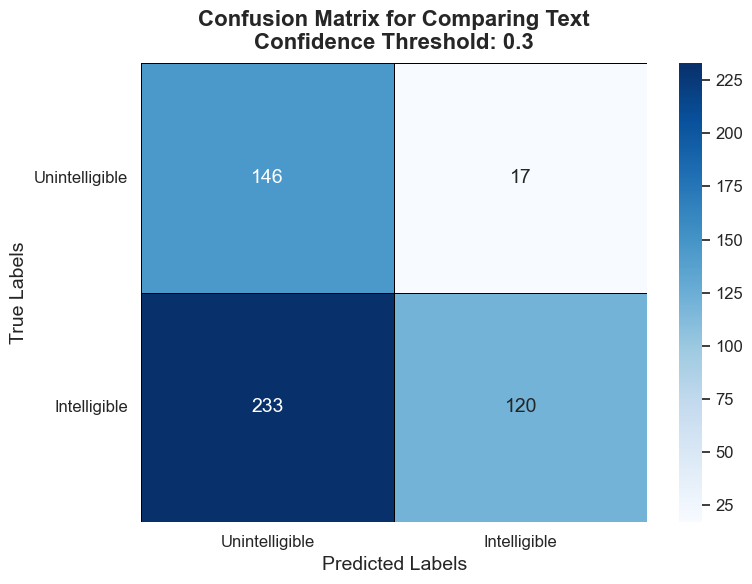 Confusion Matrix for Comparing Text
Confidence Threshold: 0.3
True Labels
Unintelligible
146
17
Intelligible
233
120
Unintelligible
Intelligible
Predicted Labels
225
200
175
150
125
100
75
50
25